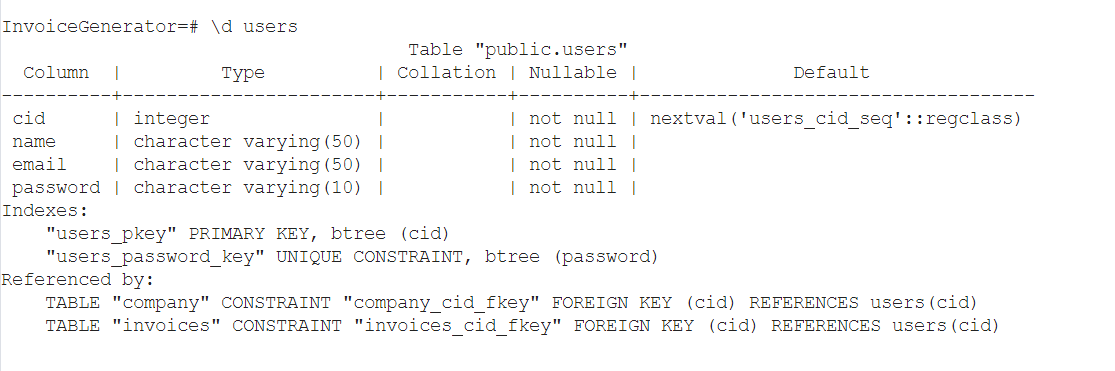 InvoiceGenerator=# \d users
                                     Table "public.users"
  Column  |         Type          | Collation | Nullable |              Default
----------+-----------------------+-----------+----------+------------------------------------
 cid      | integer               |           | not null | nextval('users_cid_seq'::regclass)
 name     | character varying(50) |           | not null |
 email    | character varying(50) |           | not null |
 password | character varying(10) |           | not null |
Indexes:
    "users_pkey" PRIMARY KEY, btree (cid)
    "users_password_key" UNIQUE CONSTRAINT, btree (password)
Referenced by:
    TABLE "company" CONSTRAINT "company_cid_fkey" FOREIGN KEY (cid) REFERENCES users(cid)
    TABLE "invoices" CONSTRAINT "invoices_cid_fkey" FOREIGN KEY (cid) REFERENCES users(cid)